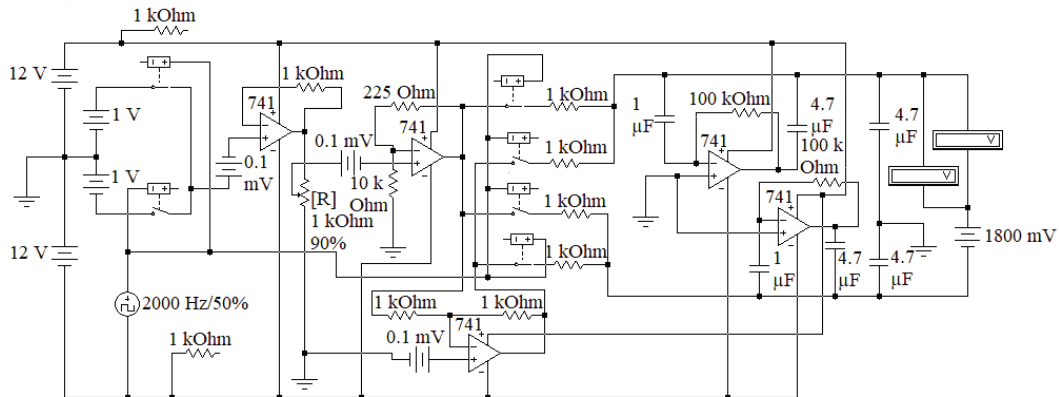 1 kOhm
12 V
1 V
1 V
12 V
2000 Hz/50%
1 kOhm
0.1
mV
741
1 kOhm
0.1 mV
[R]
1 kOhm
90%
225 Ohm
741
10 k
Ohm
1 kOhm
1 kOhm
1 kOhm
1 kOhm
1 kOhm
1 kOhm
0.1 mV
741
1
µF
100 kOhm
741
4.7
µF
100 k
Ohm
741
1
µF
4.7
µF
4.7
µF
4.7
µF
V
V
1800 mV